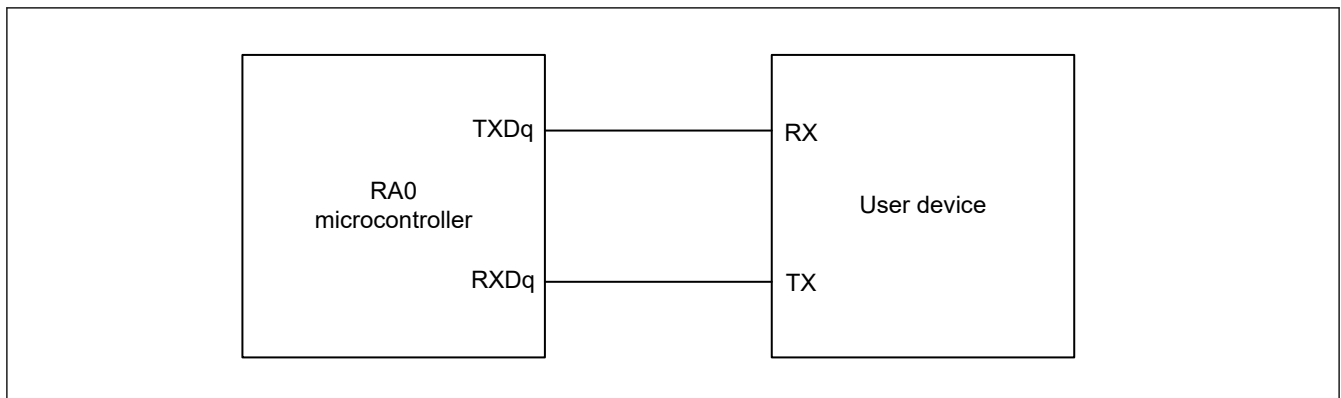 TXDq
RX
RA0
microcontroller
User device
RXDq
TX